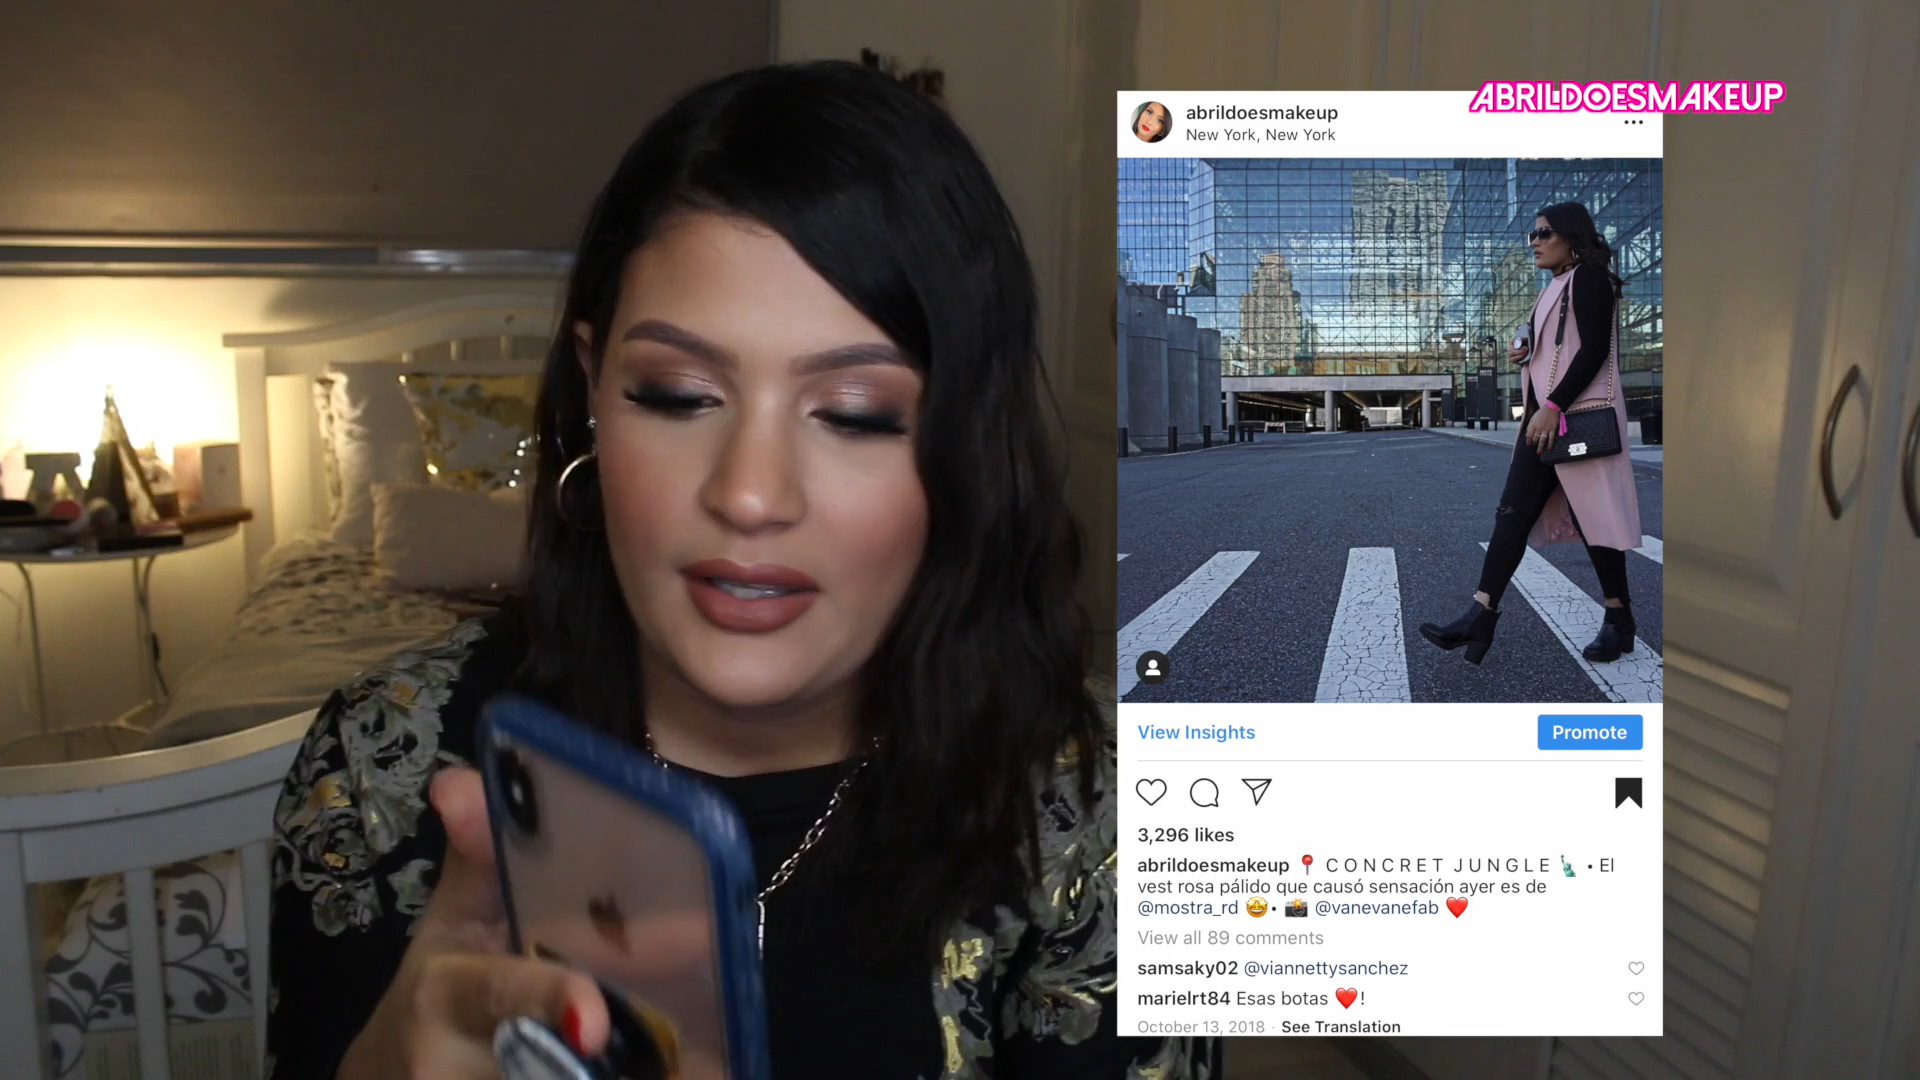 ABRILDOESMAKEUP
abrildoesmakeup
New York, New York
View Insights
Promote
3,296 likes
abrildoesmakeup 📍 C O N C R E T J U N G L E 🗽 • El
vest rosa pálido que causó sensación ayer es de
@mostra_rd 🤩 • 📸 @vanevanefab ❤️
View all 89 comments
samsaky02 @viannettysanchez
marielrt84 Esas botas ❤️!
October 13, 2018 · See Translation